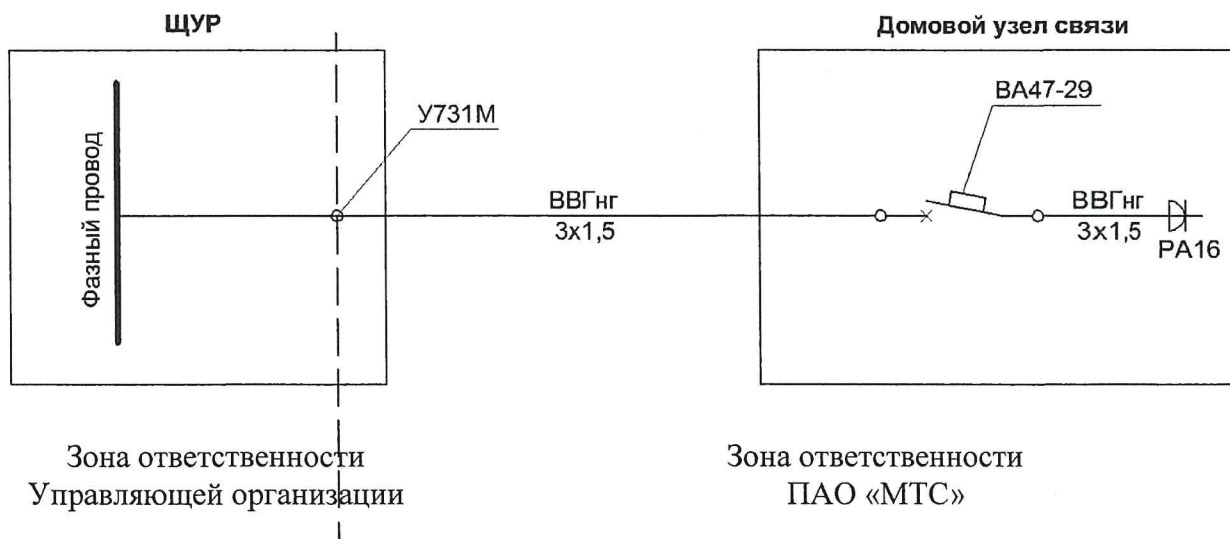 ЩУР
Домовой узел связи
Фазный провод
У731М
ВВГнг
3х1,5
ВА47-29
ВВГнг
3х1,5
РА16
Зона ответственности
Управляющей организации
Зона ответственности
ПАО «МТС»